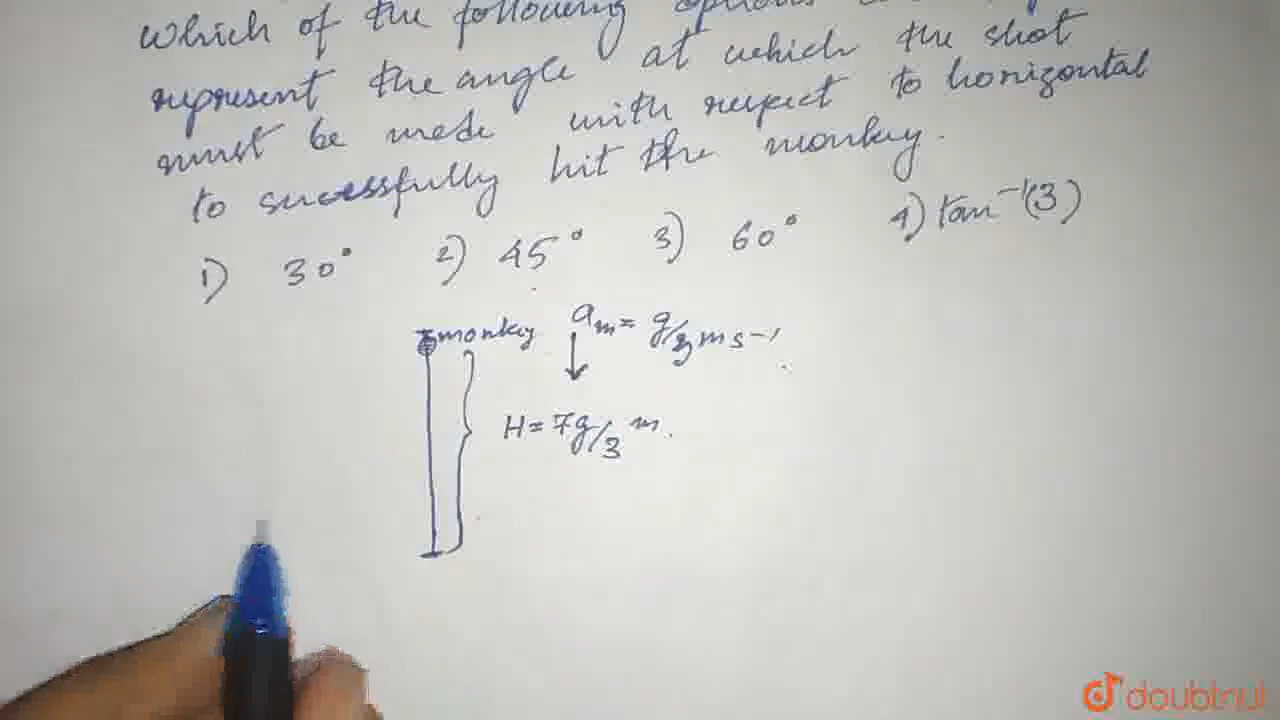 which of the following options
represent the angle at which the shot
must be made with respect to horizontal
to sucessfully hit the monkey.
1) 30° 2) 45° 3) 60° 4) tan⁻¹(3)
monkey aₘ = g/3 ms⁻¹
H = 7g/3 m.
doubtnut